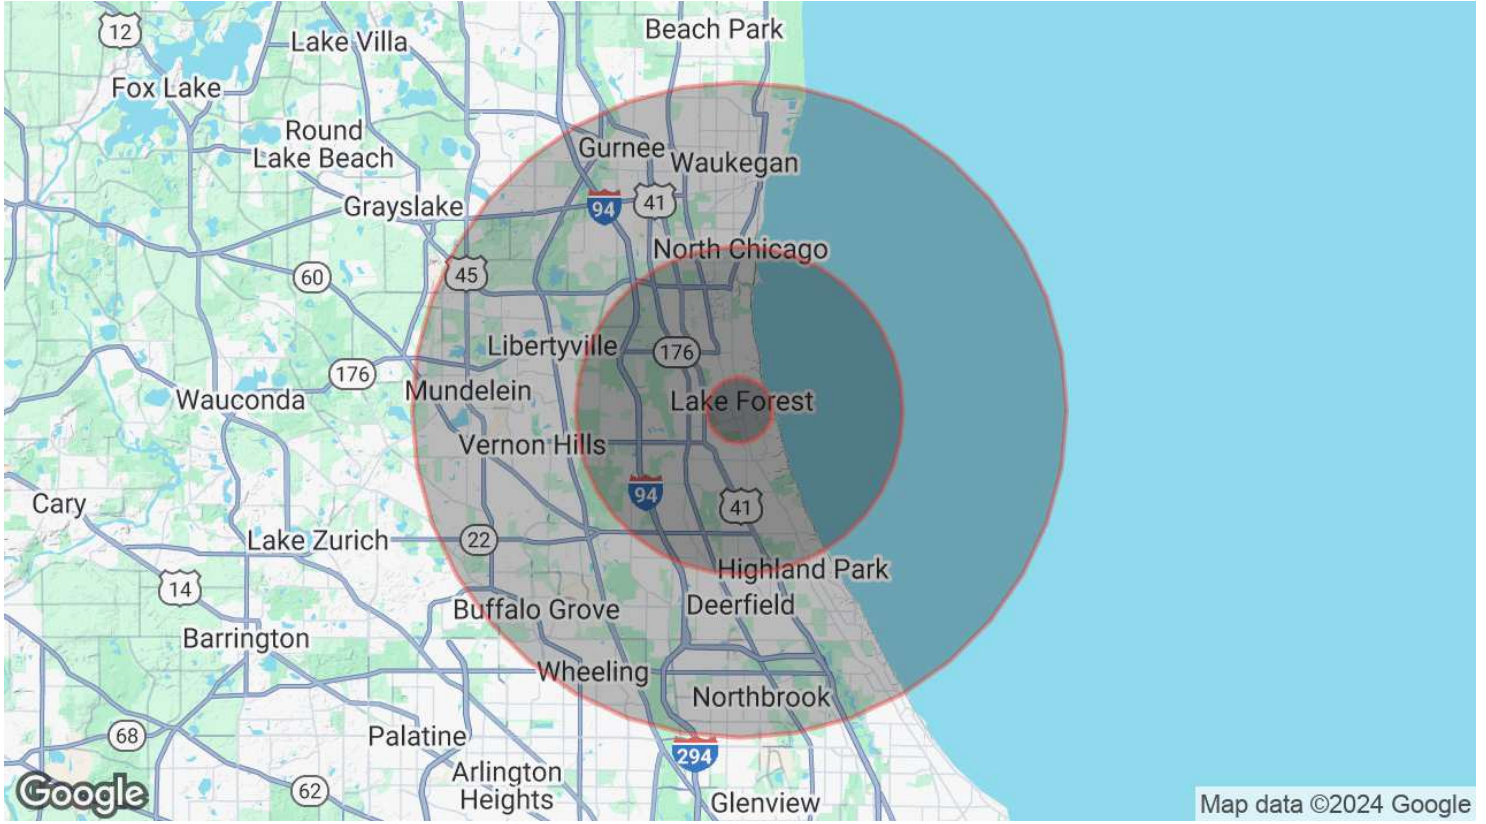 Beach Park
12
Lake Villa
Fox Lake
Round
Lake Beach
Gurnee
Waukegan
Grayslake
94
41
North Chicago
60
45
Libertyville
176
176
Mundelein
Wauconda
Lake Forest
Vernon Hills
94
41
Cary
Lake Zurich
22
14
Highland Park
Deerfield
Buffalo Grove
Barrington
Wheeling
Northbrook
68
Palatine
294
Arlington
Heights
62
Glenview
Google
Map data ©2024 Google